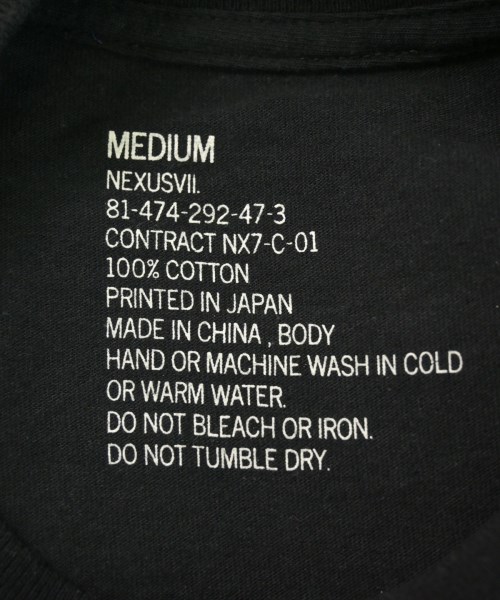 MEDIUM
NEXUSVII.
81-474-292-47-3
CONTRACT NX7-C-01
100% COTTON
PRINTED IN JAPAN
MADE IN CHINA , BODY
HAND OR MACHINE WASH IN COLD
OR WARM WATER.
DO NOT BLEACH OR IRON.
DO NOT TUMBLE DRY.